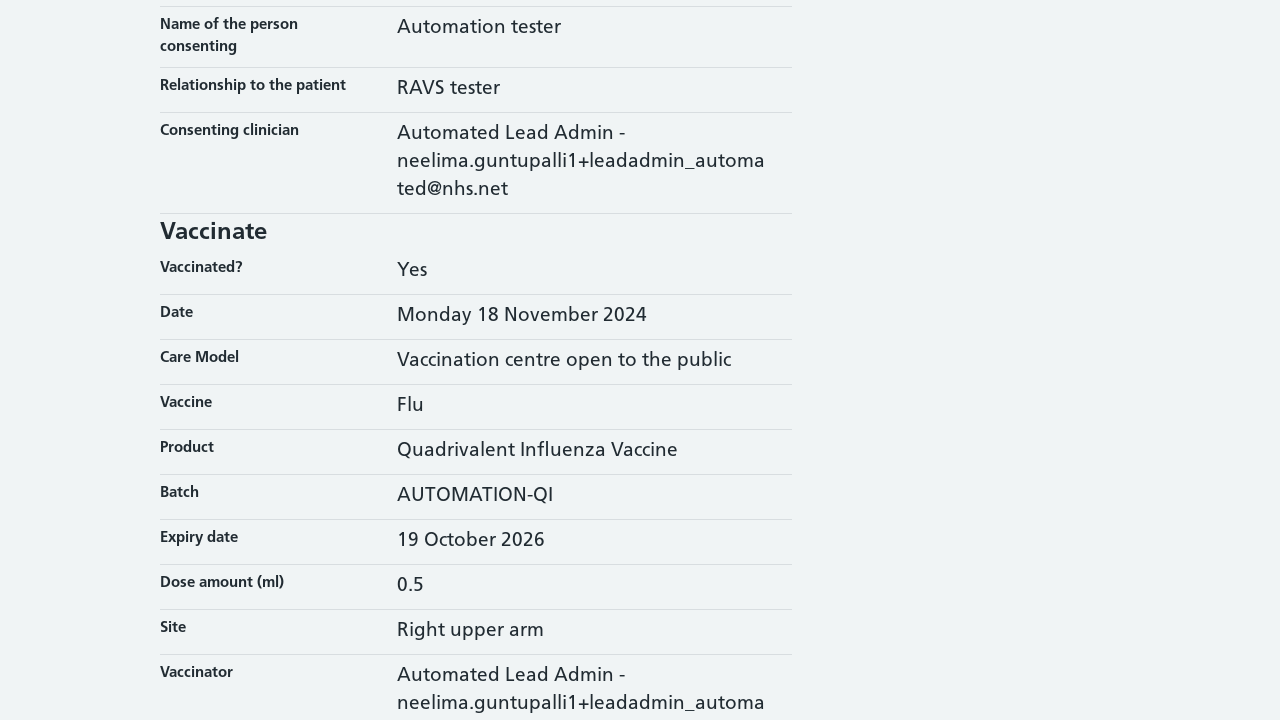 Name of the person
consenting
Automation tester
Relationship to the patient
RAVS tester
Consenting clinician
Automated Lead Admin -
neelima.guntupalli1+leadadmin_automa
ted@nhs.net
Vaccinate
Vaccinated?
Yes
Date
Monday 18 November 2024
Care Model
Vaccination centre open to the public
Vaccine
Flu
Product
Quadrivalent Influenza Vaccine
Batch
AUTOMATION-QI
Expiry date
19 October 2026
Dose amount (ml)
0.5
Site
Right upper arm
Vaccinator
Automated Lead Admin -
neelima.guntupalli1+leadadmin_automa